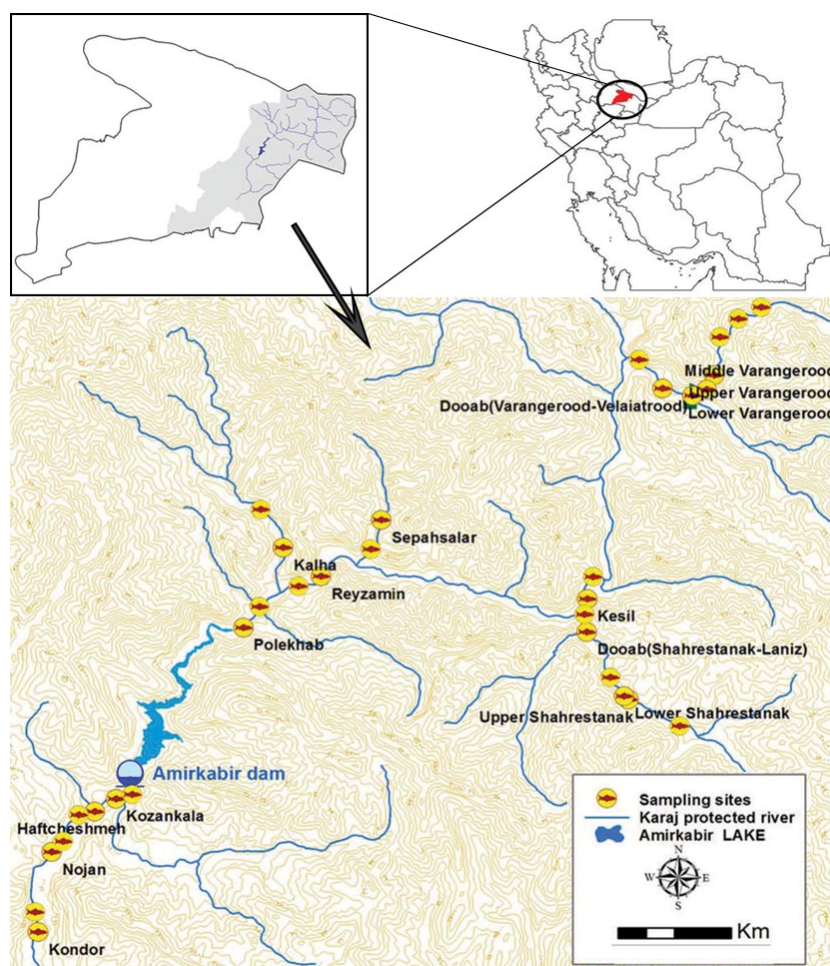 Middle Varangerood
Upper Varangerood
Dooab(Varangerood-Velaiatrood)
Lower Varangerood
Sepahsalar
Kalha
Reyzamin
Kesil
Polekhab
Dooab(Shahrestanak-Laniz)
Upper Shahrestanak
Lower Shahrestanak
Amirkabir dam
Kozankala
Haftcheshmeh
Nojan
Kondor
Sampling sites
Karaj protected river
Amirkabir LAKE
N
W E
S
Km